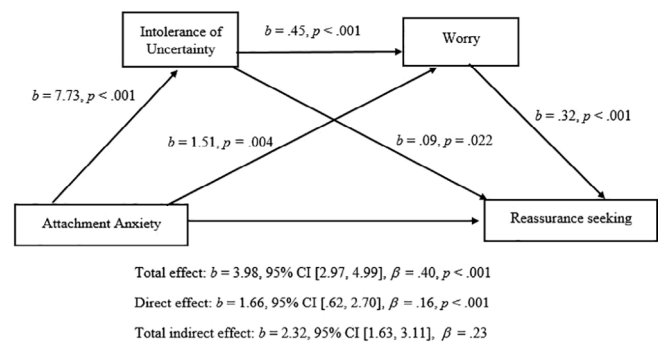 Intolerance of
Uncertainty
b = .45, p < .001
Worry
b = 7.73, p < .001
b = 1.51, p = .004
b = .09, p = .022
b = .32, p < .001
Attachment Anxiety
Reassurance seeking
Total effect: b = 3.98, 95% CI [2.97, 4.99], β = .40, p < .001
Direct effect: b = 1.66, 95% CI [.62, 2.70], β = .16, p < .001
Total indirect effect: b = 2.32, 95% CI [1.63, 3.11], β = .23